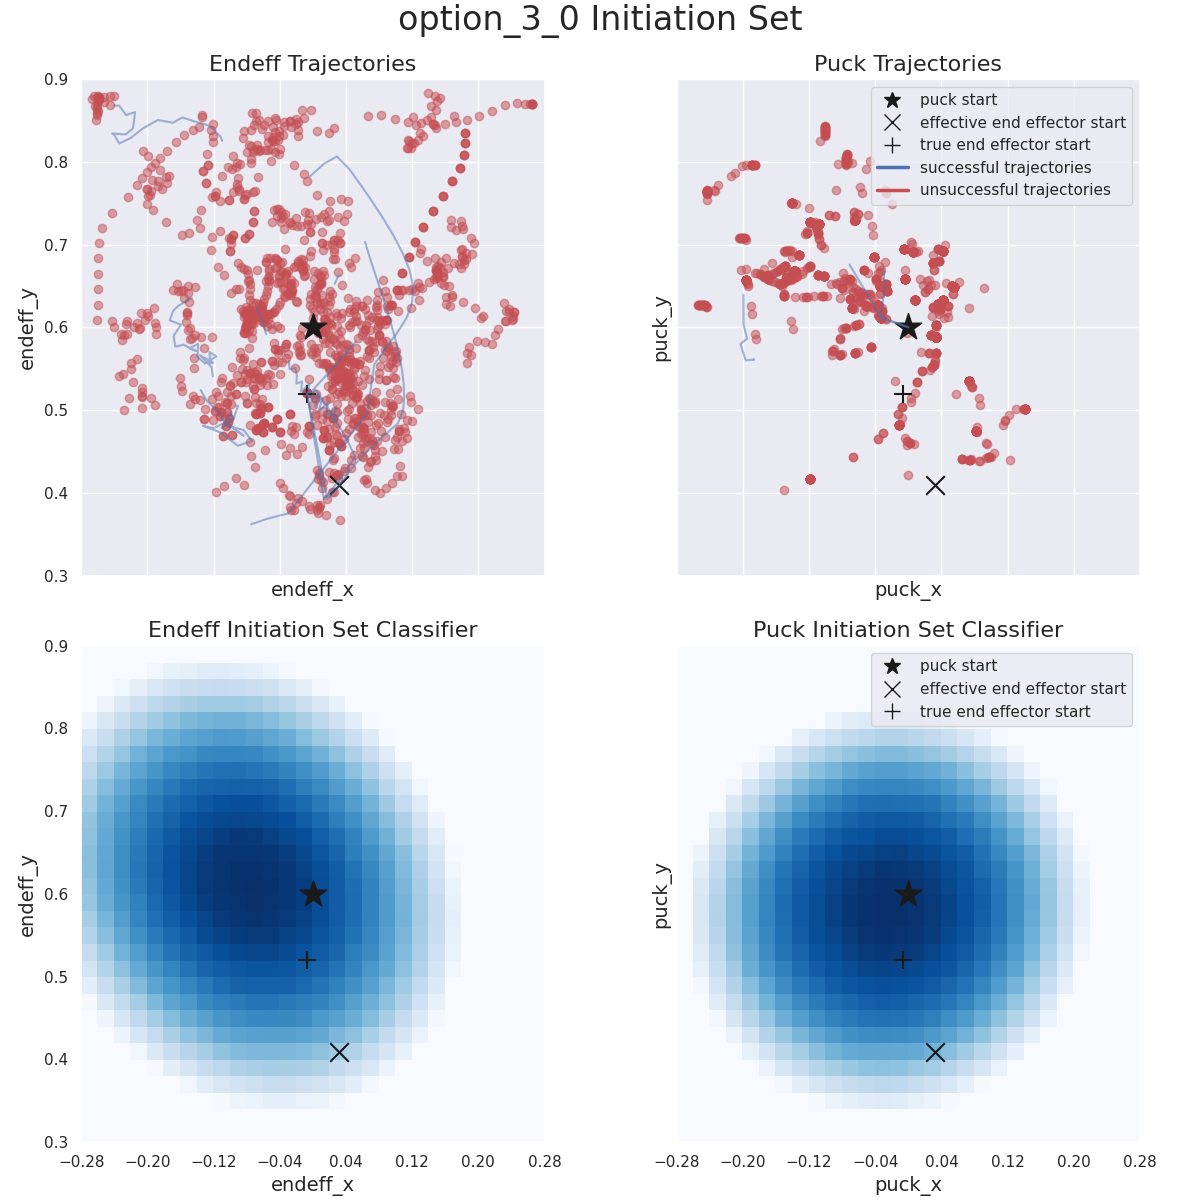 option_3_0 Initiation Set
Endeff Trajectories
Puck Trajectories
0.9
0.8
0.7
0.6
0.5
0.4
0.3
endeff_y
endeff_x
puck start
effective end effector start
true end effector start
successful trajectories
unsuccessful trajectories
puck_y
puck_x
Endeff Initiation Set Classifier
Puck Initiation Set Classifier
0.9
0.8
0.7
0.6
0.5
0.4
0.3
endeff_y
−0.28 −0.20 −0.12 −0.04 0.04 0.12 0.20 0.28
endeff_x
puck start
effective end effector start
true end effector start
puck_y
−0.28 −0.20 −0.12 −0.04 0.04 0.12 0.20 0.28
puck_x